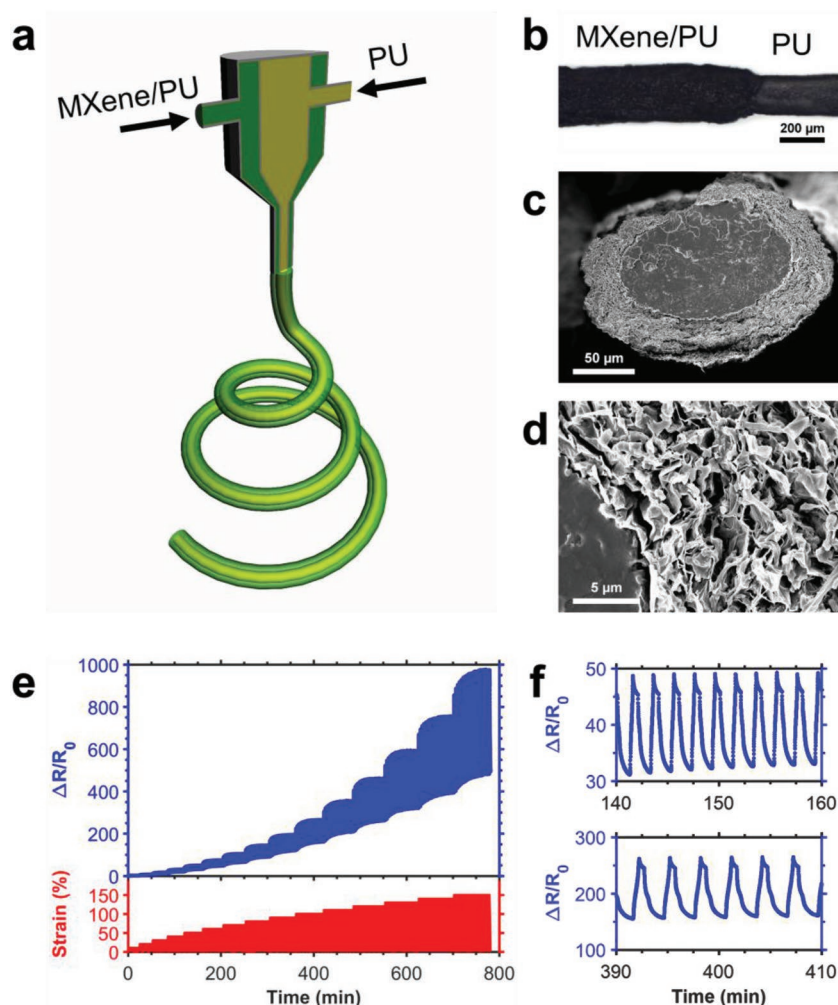 a
MXene/PU
PU
b
MXene/PU PU
200 µm
c
50 µm
d
5 µm
e
1000
800
600
400
200
0
ΔR/R0
150
100
50
0
Strain (%)
0 200 400 600 800
Time (min)
f
50
40
30
ΔR/R0
140 150 160
300
200
100
ΔR/R0
390 400 410
Time (min)